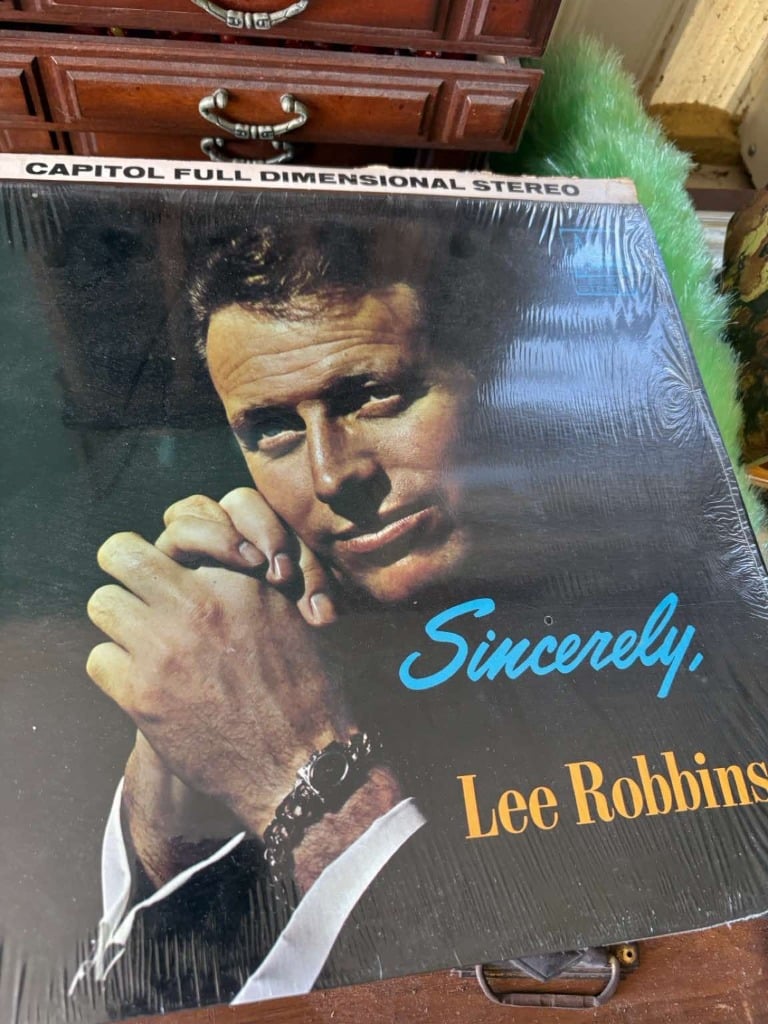 CAPITOL FULL DIMENSIONAL STEREO
Sincerely,
Lee Robbins